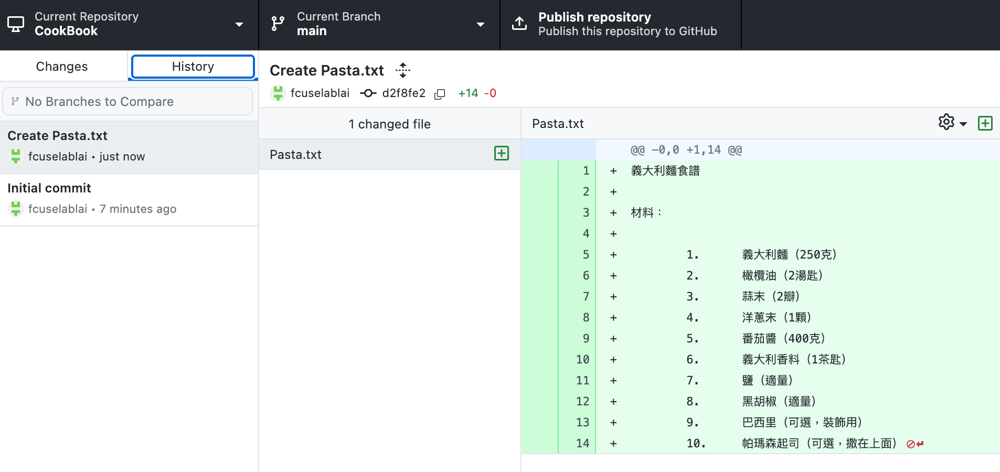 Current Repository
CookBook
Current Branch
main
Publish repository
Publish this repository to GitHub
Changes
History
No Branches to Compare
Create Pasta.txt
fcuselablai • just now
Initial commit
fcuselablai • 7 minutes ago
Create Pasta.txt
fcuselablai d2f8fe2 +14 -0
1 changed file
Pasta.txt
Pasta.txt
@@ -0,0 +1,14 @@
1 + 義大利麵食譜
2 +
3 + 材料：
4 +
5 + 1. 義大利麵（250克）
6 + 2. 橄欖油（2湯匙）
7 + 3. 蒜末（2瓣）
8 + 4. 洋蔥末（1顆）
9 + 5. 番茄醬（400克）
10 + 6. 義大利香料（1茶匙）
11 + 7. 鹽（適量）
12 + 8. 黑胡椒（適量）
13 + 9. 巴西里（可選，裝飾用）
14 + 10. 帕瑪森起司（可選，撒在上面）